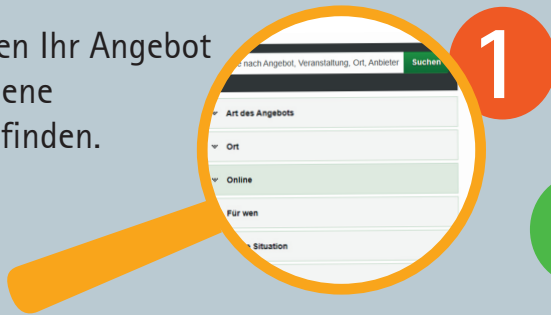 en Ihr Angebot
ene
finden.
1
nach Angebot, Veranstaltung, Ort, Anbieter
Suchen
Art des Angebots
Ort
Online
Für wen
Situation